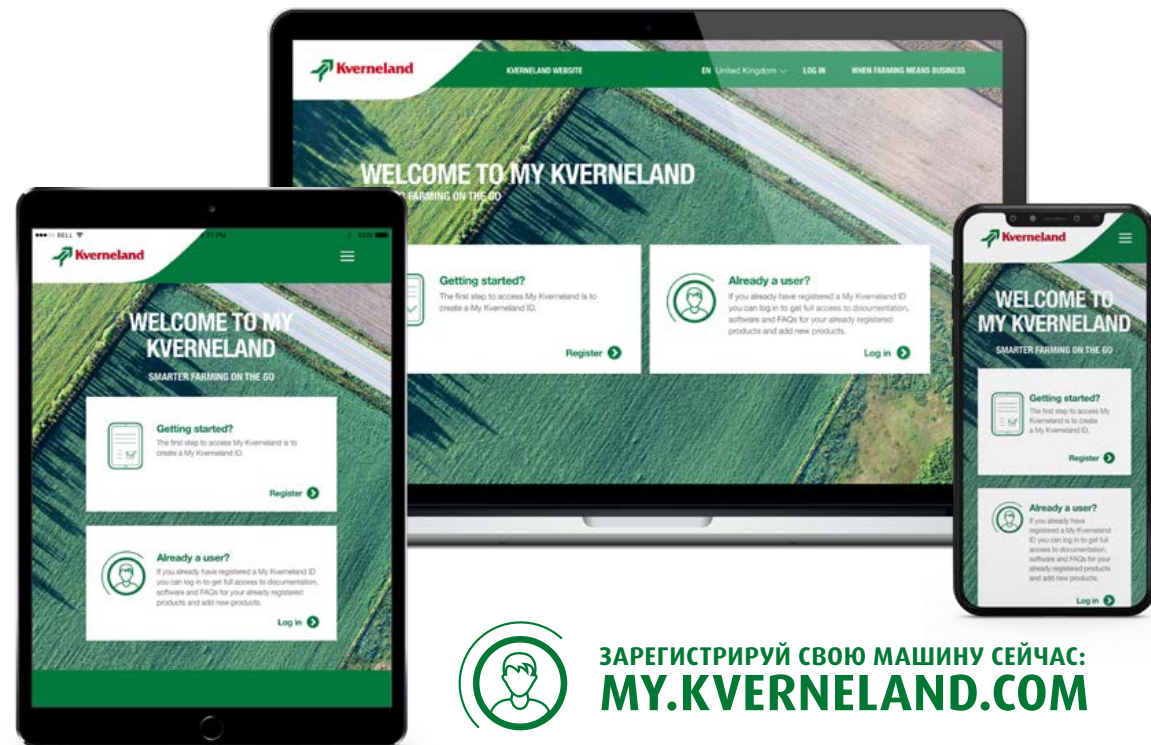 Kverneland
KVERNELAND WEBSITE
EN United Kingdom
LOG IN
WHEN FARMING MEANS BUSINESS
WELCOME TO MY KVERNELAND
FARMING ON THE GO
Getting started?
The first step to access My Kverneland is to
create a My Kverneland ID.
Register
Already a user?
If you already have registered a My Kverneland ID
you can log in to get full access to documentation,
software and FAQs for your already registered
products and add new products.
Log in
BELL
PM
Kverneland
WELCOME TO MY
KVERNELAND
SMARTER FARMING ON THE GO
Getting started?
The first step to access My Kverneland is to
create a My Kverneland ID.
Register
Already a user?
If you already have registered a My Kverneland ID
you can log in to get full access to documentation,
software and FAQs for your already registered
products and add new products.
Log in
Kverneland
WELCOME TO
MY KVERNELAND
SMARTER FARMING ON THE GO
Getting started?
The first step to access My
Kverneland is to create
a My Kverneland ID.
Register
Already a user?
If you already have
registered a My Kverneland
ID you can log in to get full
access to documentation,
software and FAQs for your
already registered products
and add new products.
Log in
ЗАРЕГИСТРИРУЙ СВОЮ МАШИНУ СЕЙЧАС:
MY.KVERNELAND.COM